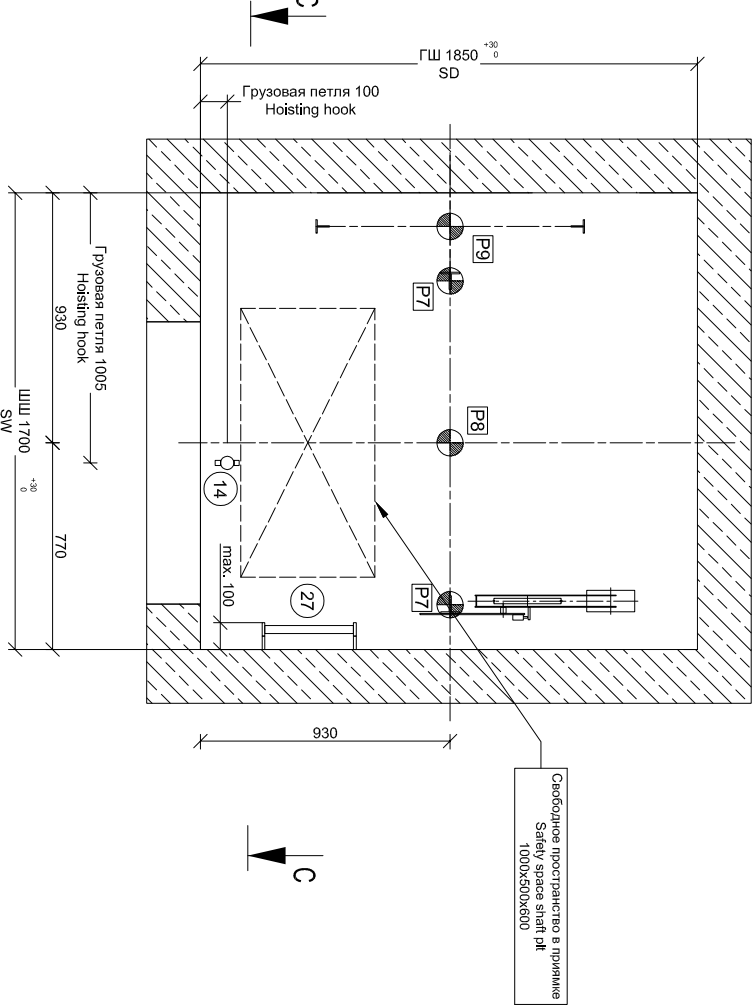 C
ГШ 1850 +30 0
SD
Грузовая петля 100
Hoisting hook
P9
P7
P8
P7
14
27
max. 100
Грузовая петля 1005
Hoisting hook
930
770
ШШ 1700 +30 0
SW
930
C
Свободное пространство в приямке
Safety space shaft pit
1000x500x600